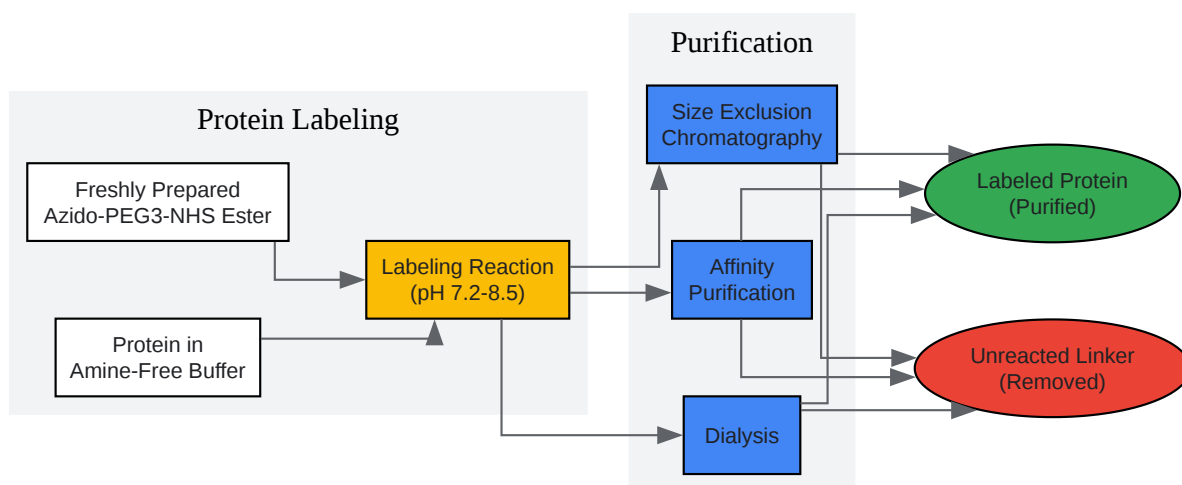 Protein Labeling
Freshly Prepared
Azido-PEG3-NHS Ester
Protein in
Amine-Free Buffer
Labeling Reaction
(pH 7.2-8.5)
Purification
Size Exclusion
Chromatography
Affinity
Purification
Dialysis
Labeled Protein
(Purified)
Unreacted Linker
(Removed)